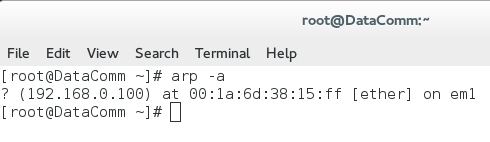 root@DataComm:~
File Edit View Search Terminal Help
[root@DataComm ~]# arp -a
? (192.168.0.100) at 00:1a:6d:38:15:ff [ether] on em1
[root@DataComm ~]#